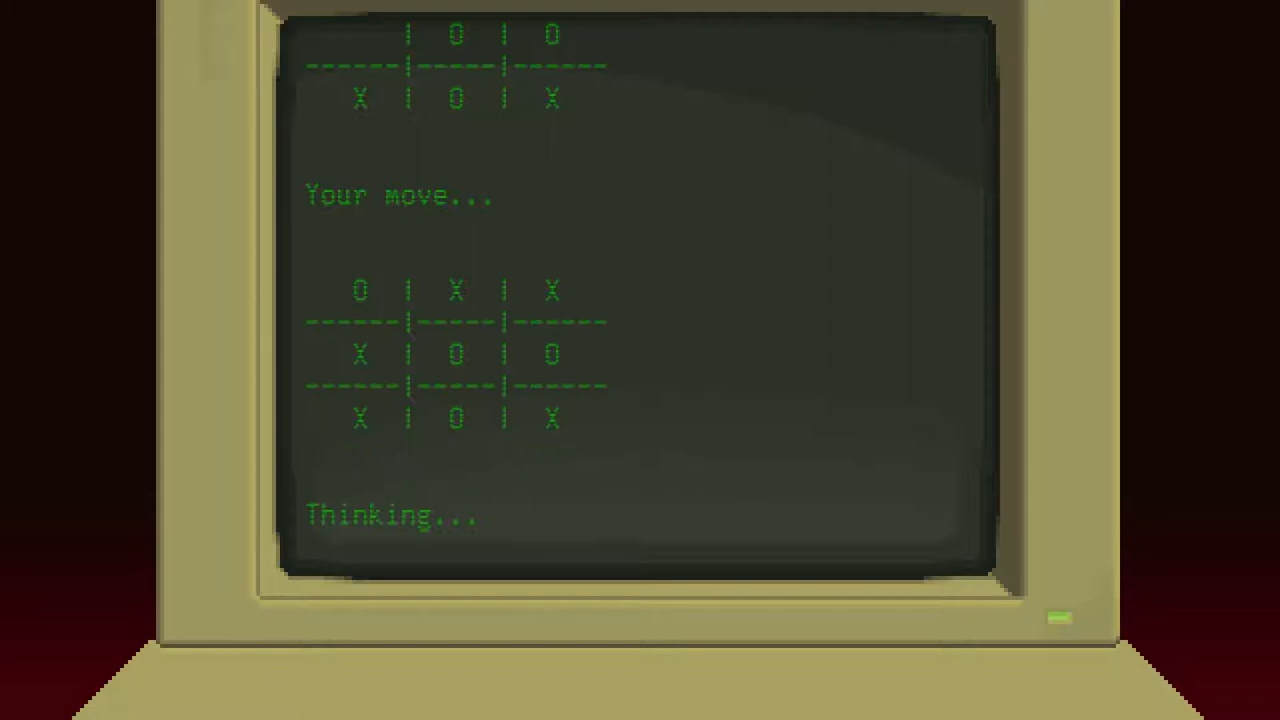 | O | O
------|-----|------
X | O | X
Your move...
O | X | X
------|-----|------
X | O | O
------|-----|------
X | O | X
Thinking...